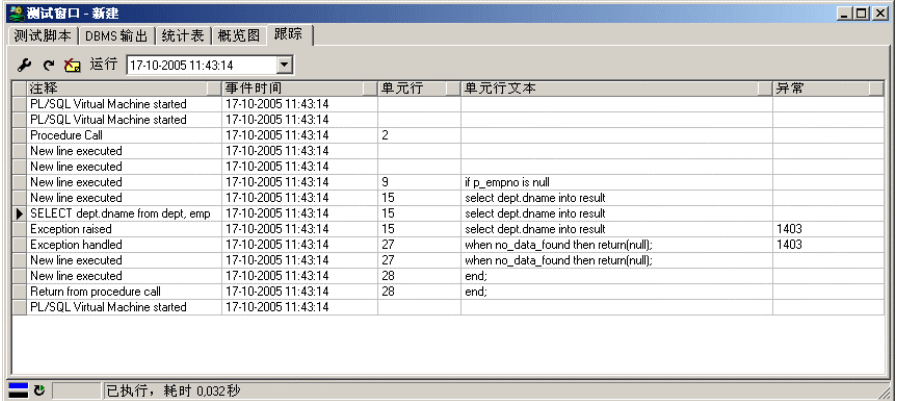 测试窗口 - 新建
测试脚本 DBMS 输出 统计表 概览图 跟踪
运行 17-10-2005 11:43:14
注释 事件时间 单元行 单元行文本 异常
PL/SQL Virtual Machine started 17-10-2005 11:43:14
PL/SQL Virtual Machine started 17-10-2005 11:43:14
Procedure Call 17-10-2005 11:43:14 2
New line executed 17-10-2005 11:43:14
New line executed 17-10-2005 11:43:14
New line executed 17-10-2005 11:43:14 9 if p_empno is null
New line executed 17-10-2005 11:43:14 15 select dept.dname into result
SELECT dept.dname from dept, emp 17-10-2005 11:43:14 15 select dept.dname into result
Exception raised 17-10-2005 11:43:14 15 select dept.dname into result 1403
Exception handled 17-10-2005 11:43:14 27 when no_data_found then return(null); 1403
New line executed 17-10-2005 11:43:14 27 when no_data_found then return(null);
New line executed 17-10-2005 11:43:14 28 end;
Return from procedure call 17-10-2005 11:43:14 28 end;
PL/SQL Virtual Machine started 17-10-2005 11:43:14
已执行，耗时 0.032 秒